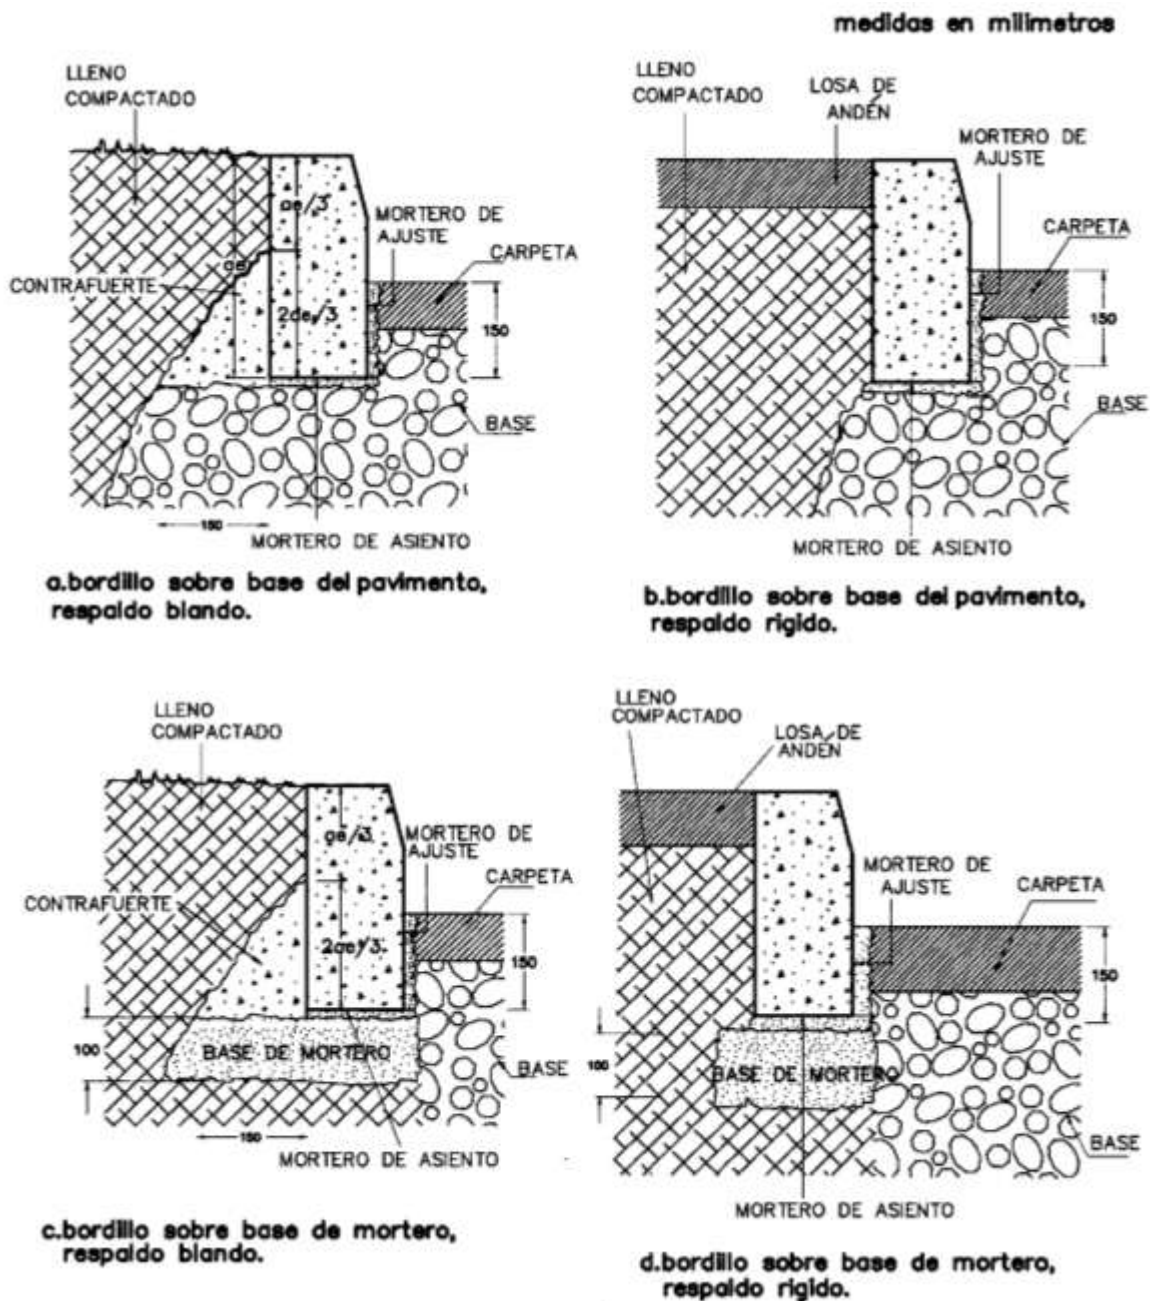 medidas en milimetros
LLENO
COMPACTADO
ae/3
MORTERO DE
AJUSTE
CARPETA
ae
CONTRAFUERTE
2de/3
150
BASE
150
MORTERO DE ASIENTO
a.bordillo sobre base del pavimento,
respaldo blando.
LLENO
COMPACTADO
LOSA DE
ANDÉN
MORTERO DE
AJUSTE
CARPETA
150
BASE
MORTERO DE ASIENTO
b.bordillo sobre base del pavimento,
respaldo rigido.
LLENO
COMPACTADO
ae/3
MORTERO DE
AJUSTE
CARPETA
CONTRAFUERTE
2ae/3
150
100
BASE DE MORTERO
BASE
150
MORTERO DE ASIENTO
c.bordillo sobre base de mortero,
respaldo blando.
LLENO
COMPACTADO
LOSA DE
ANDÉN
MORTERO DE
AJUSTE
CARPETA
150
100
BASE DE MORTERO
BASE
MORTERO DE ASIENTO
d.bordillo sobre base de mortero,
respaldo rigido.